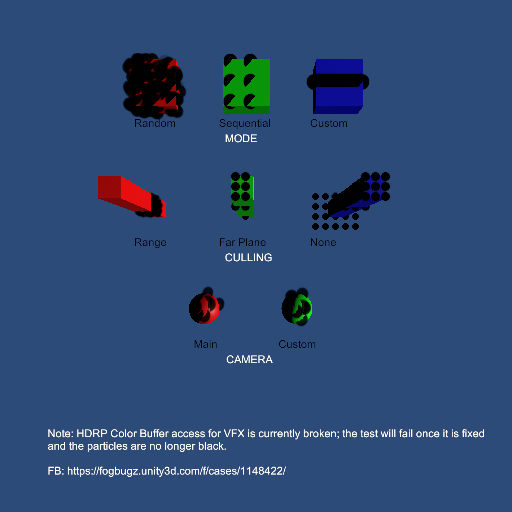 Random Sequential Custom
MODE
Range Far Plane None
CULLING
Main Custom
CAMERA
Note: HDRP Color Buffer access for VFX is currently broken; the test will fail once it is fixed
and the particles are no longer black.
FB: https://fogbugz.unity3d.com/f/cases/1148422/